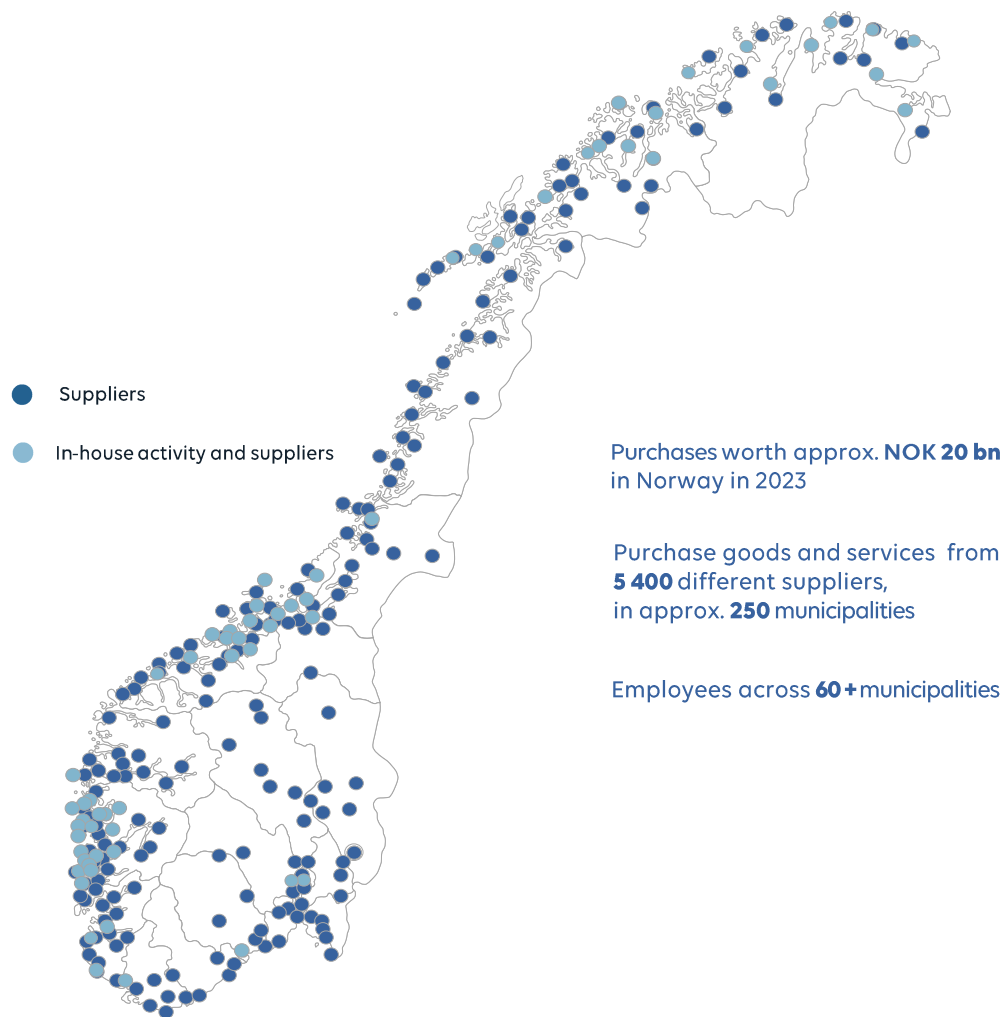 Suppliers
In-house activity and suppliers
Purchases worth approx. NOK 20 bn
in Norway in 2023
Purchase goods and services from
5 400 different suppliers,
in approx. 250 municipalities
Employees across 60+ municipalities